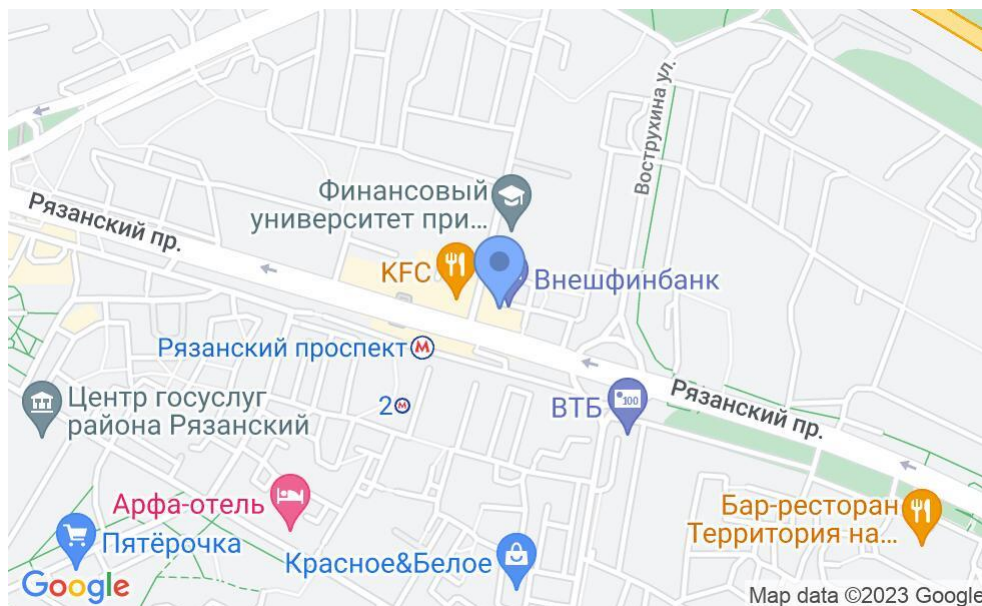 Вострухина ул.
Финансовый
университет при...
Рязанский пр.
KFC
Внешфинбанк
Рязанский проспект
M
Центр госуслуг
района Рязанский
2
M
ВТБ
100
Рязанский пр.
Арфа-отель
Бар-ресторан
Территория на...
Пятёрочка
Красное&Белое
Google
Map data ©2023 Google